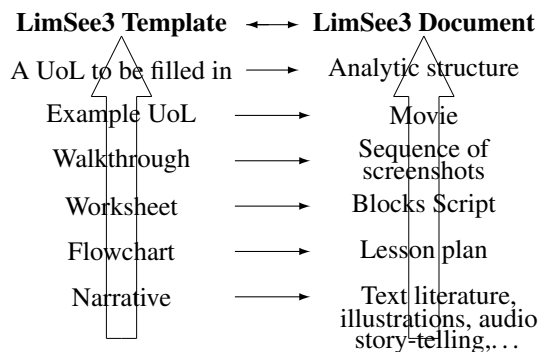 LimSee3 Template LimSee3 Document
A UoL to be filled in Analytic structure
Example UoL Movie
Walkthrough Sequence of
screenshots
Worksheet Blocks Script
Flowchart Lesson plan
Narrative Text literature,
illustrations, audio
story-telling,...